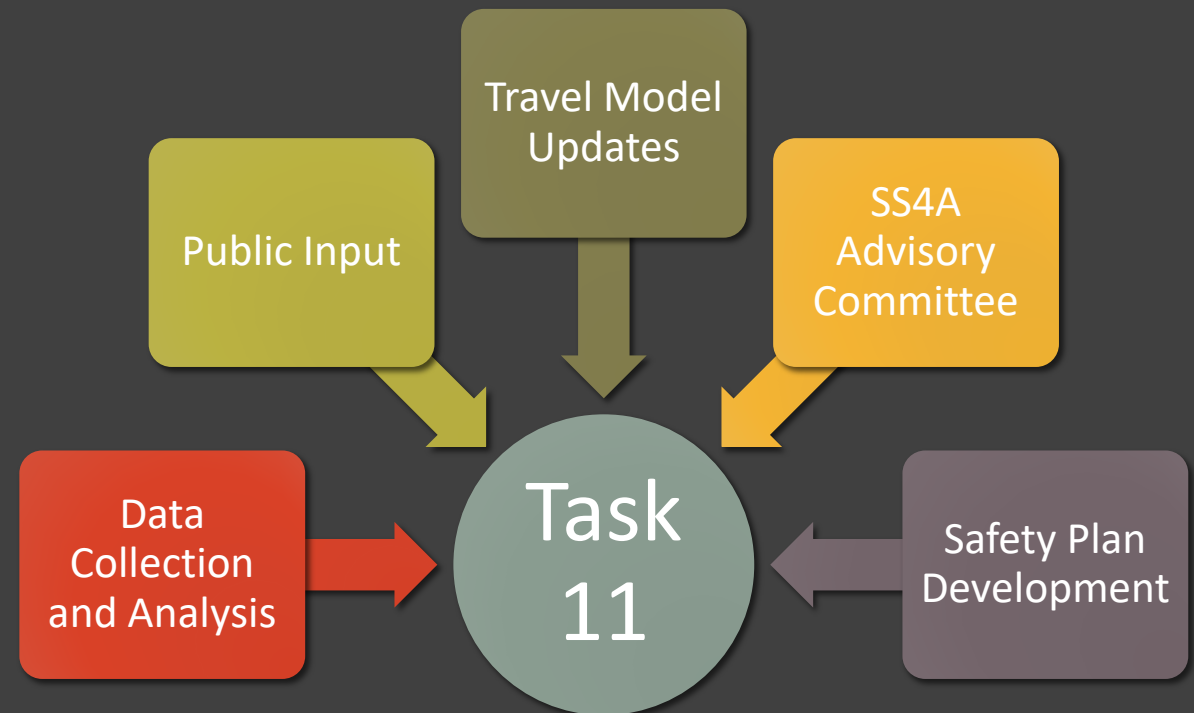 Travel Model
Updates
Public Input
SS4A
Advisory
Committee
Data
Collection
and Analysis
Task
11
Safety Plan
Development